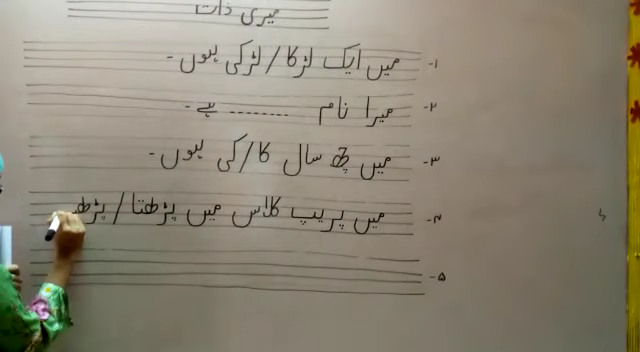 میری ذات
۱- میں ایک لڑکا/لڑکی ہوں۔
۲- میرا نام ........ ہے۔
۳- میں چھ سال کا/کی ہوں۔
۴- میں پریپ کلاس میں پڑھتا/پڑھ
۵-